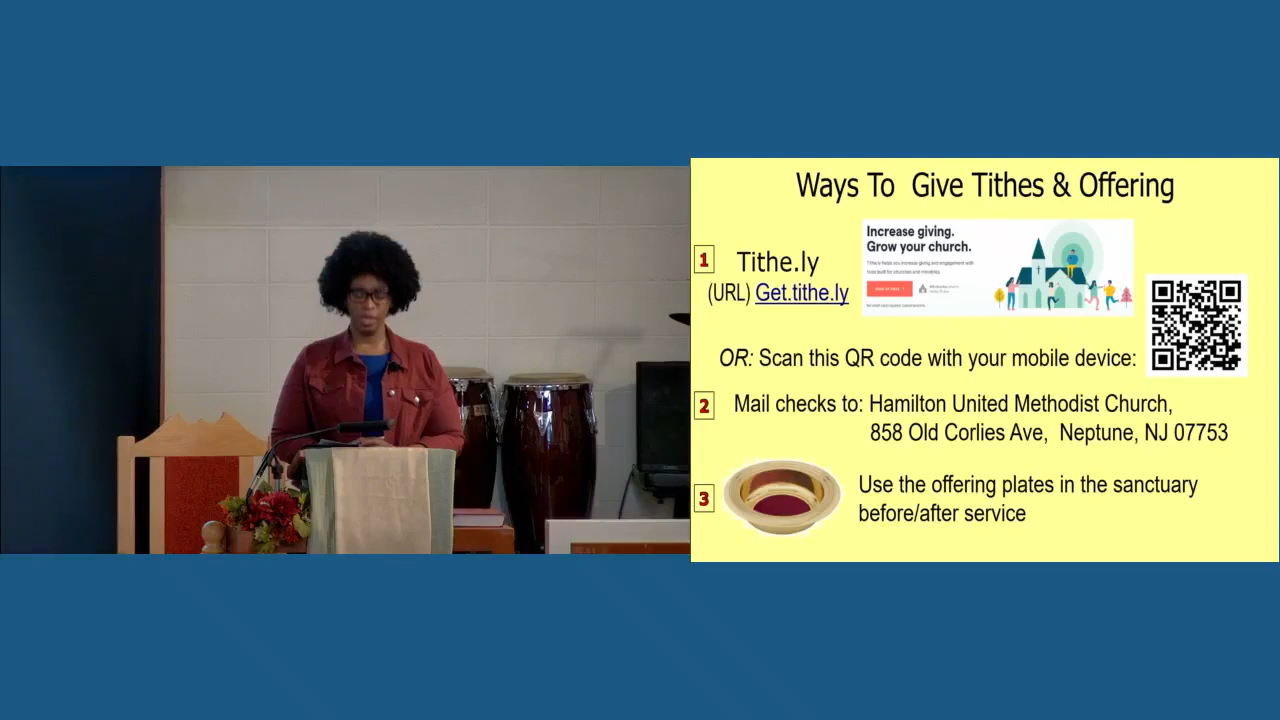 Ways To Give Tithes & Offering
Increase giving.
Grow your church.
1
Tithe.ly
(URL) Get.tithe.ly
OR: Scan this QR code with your mobile device:
2
Mail checks to: Hamilton United Methodist Church,
858 Old Corlies Ave, Neptune, NJ 07753
3
Use the offering plates in the sanctuary
before/after service